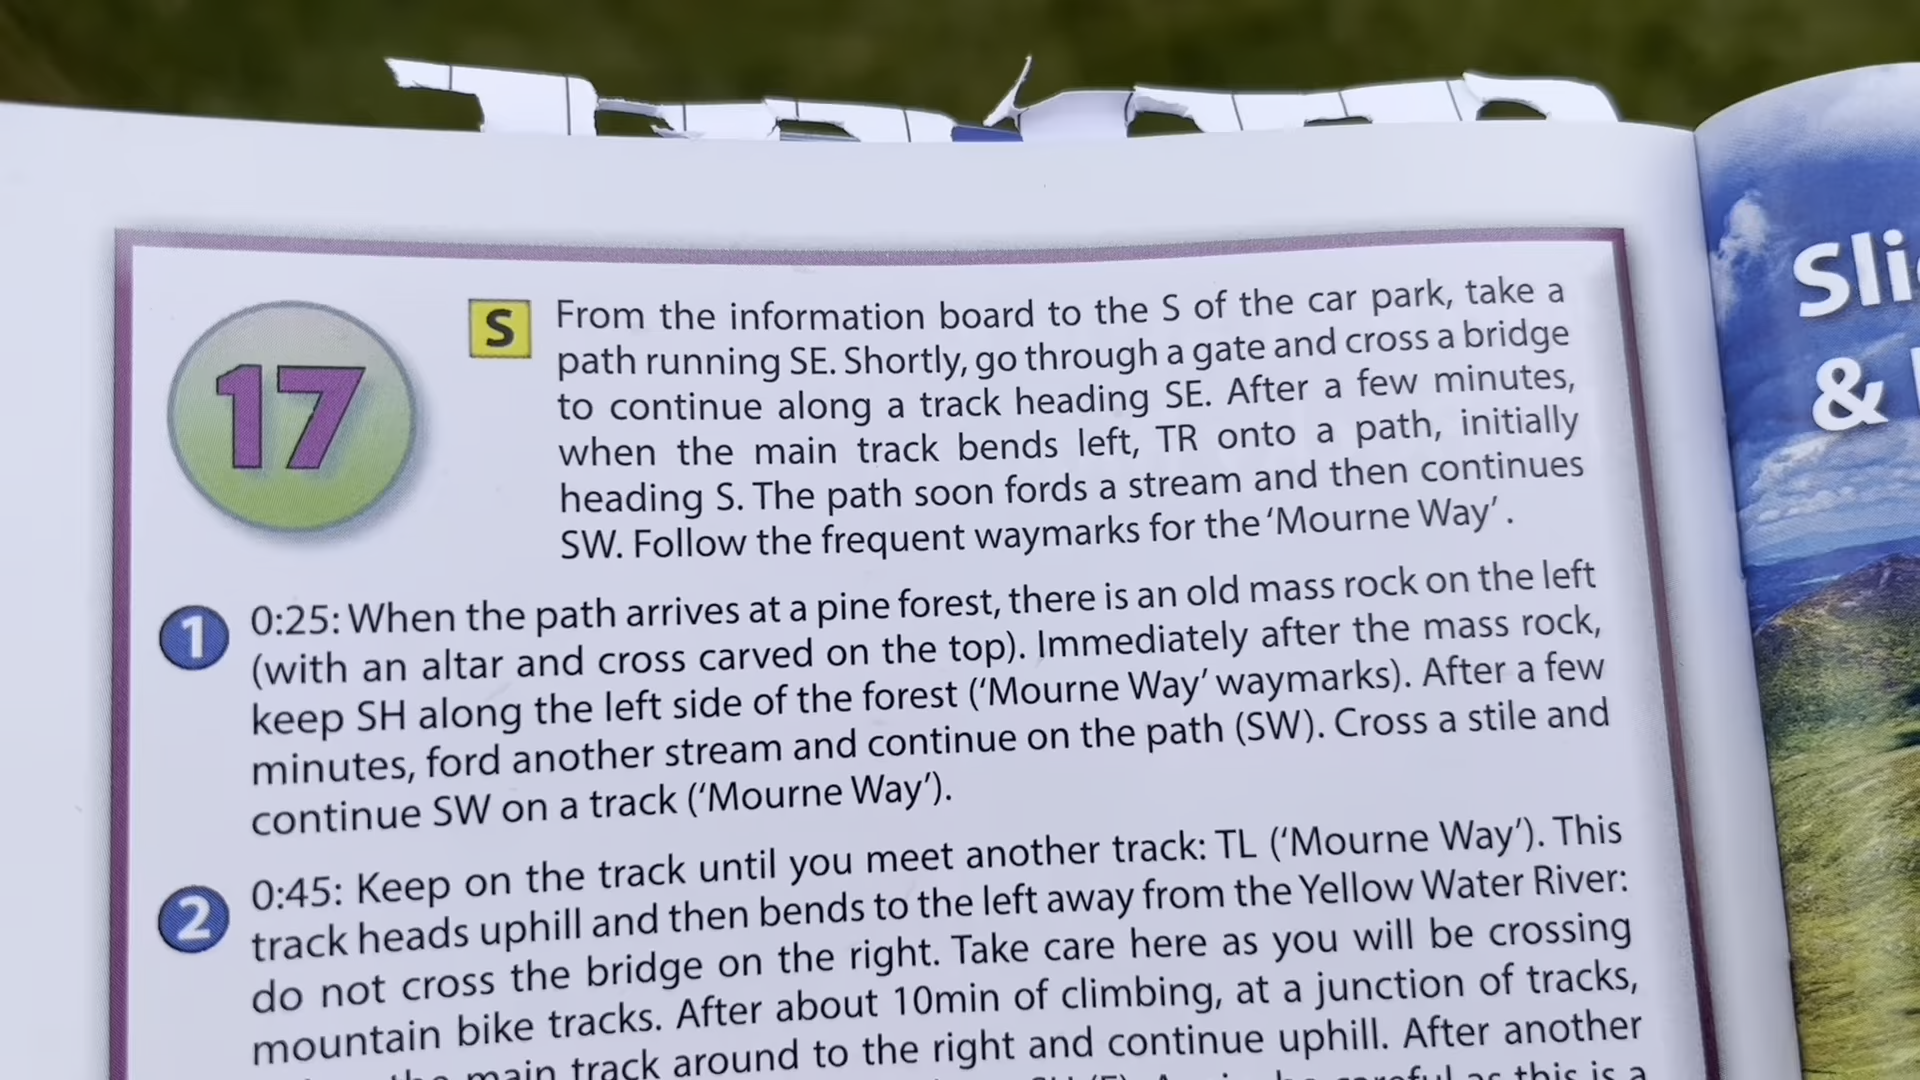 17
S
From the information board to the S of the car park, take a
path running SE. Shortly, go through a gate and cross a bridge
to continue along a track heading SE. After a few minutes,
when the main track bends left, TR onto a path, initially
heading S. The path soon fords a stream and then continues
SW. Follow the frequent waymarks for the ‘Mourne Way’.
1
0:25: When the path arrives at a pine forest, there is an old mass rock on the left
(with an altar and cross carved on the top). Immediately after the mass rock,
keep SH along the left side of the forest (‘Mourne Way’ waymarks). After a few
minutes, ford another stream and continue on the path (SW). Cross a stile and
continue SW on a track (‘Mourne Way’).
2
0:45: Keep on the track until you meet another track: TL (‘Mourne Way’). This
track heads uphill and then bends to the left away from the Yellow Water River:
do not cross the bridge on the right. Take care here as you will be crossing
mountain bike tracks. After about 10min of climbing, at a junction of tracks,
the main track around to the right and continue uphill. After another
careful as this is a
&